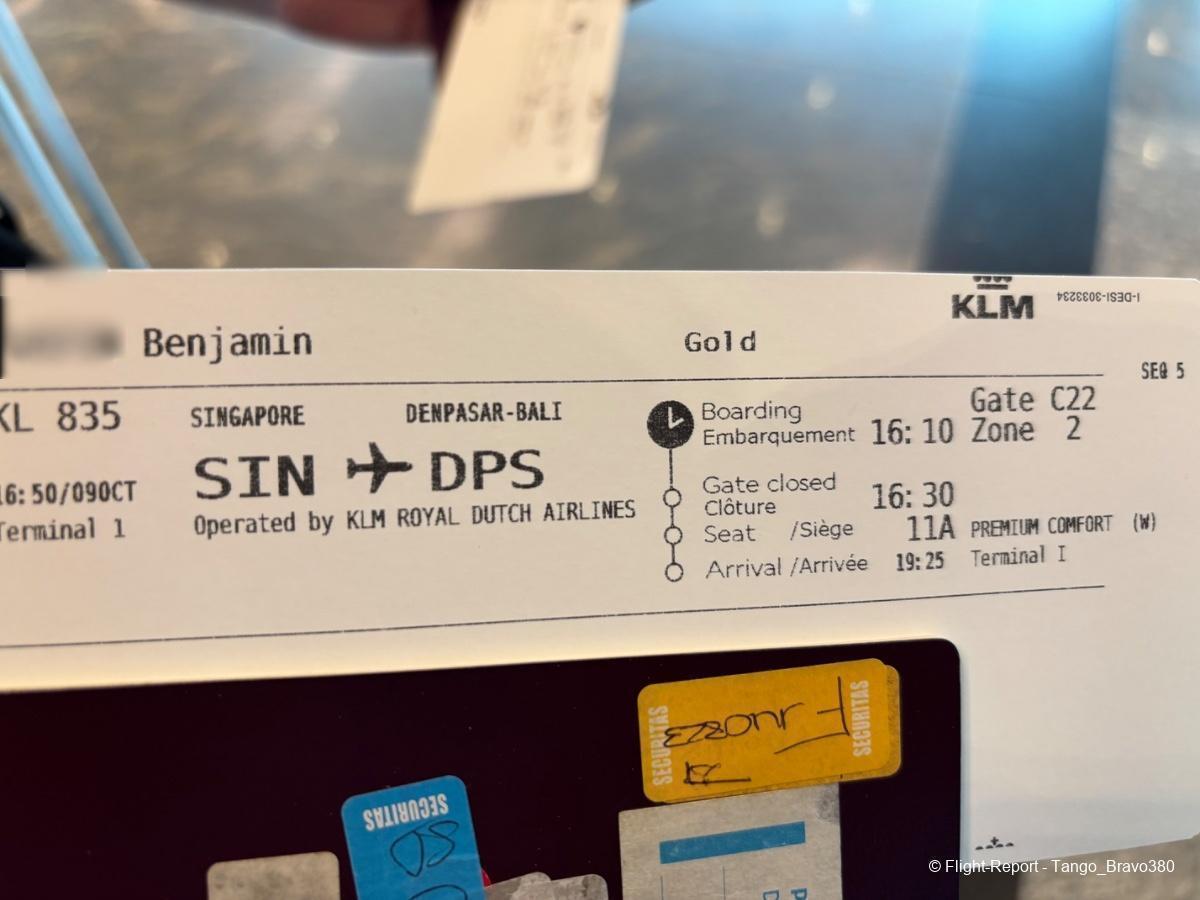 KLM
I-DESI-3033234
Benjamin Gold
SEQ 5
KL 835 SINGAPORE DENPASAR-BALI
SIN DPS
16:50/09OCT
Terminal 1
Operated by KLM ROYAL DUTCH AIRLINES
Boarding
Embarquement 16:10
Gate C22
Zone 2
Gate closed
Clôture 16:30
Seat /Siège 11A PREMIUM COMFORT (W)
Arrival /Arrivée 19:25 Terminal I
SECURITAS
SECURITAS
SECURITAS
© Flight-Report - Tango_Bravo380